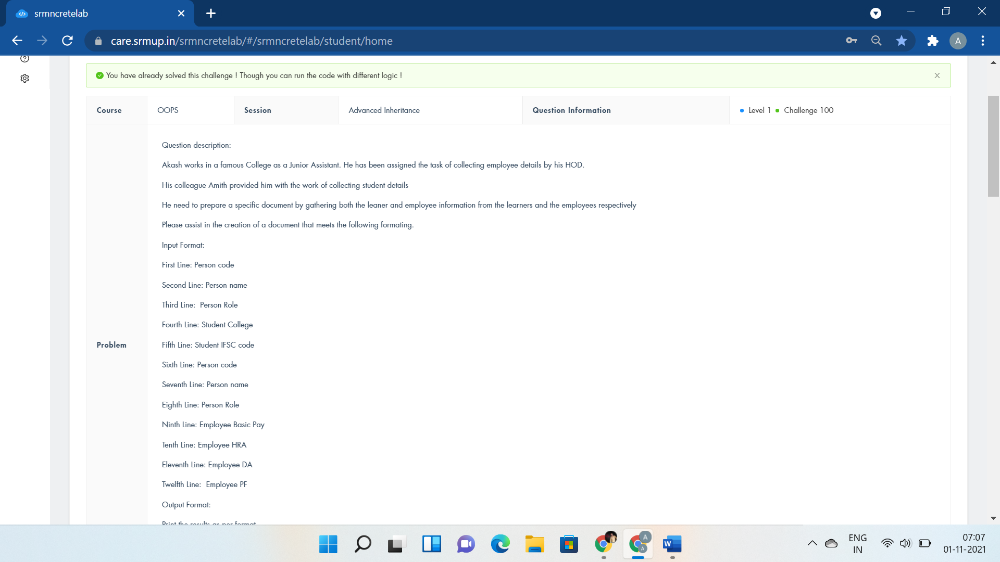 srmncretelab
care.srmup.in/srmncretelab/#/srmncretelab/student/home
A
You have already solved this challenge ! Though you can run the code with different logic !
Course OOPS Session Advanced Inheritance Question Information Level 1 Challenge 100
Problem
Question description:
Akash works in a famous College as a Junior Assistant. He has been assigned the task of collecting employee details by his HOD.
His colleague Amith provided him with the work of collecting student details
He need to prepare a specific document by gathering both the leaner and employee information from the learners and the employees respectively
Please assist in the creation of a document that meets the following formating.
Input Format:
First Line: Person code
Second Line: Person name
Third Line: Person Role
Fourth Line: Student College
Fifth Line: Student IFSC code
Sixth Line: Person code
Seventh Line: Person name
Eighth Line: Person Role
Ninth Line: Employee Basic Pay
Tenth Line: Employee HRA
Eleventh Line: Employee DA
Twelfth Line: Employee PF
Output Format:
Print the results as per format
W
A
A
ENG
IN
07:07
01-11-2021